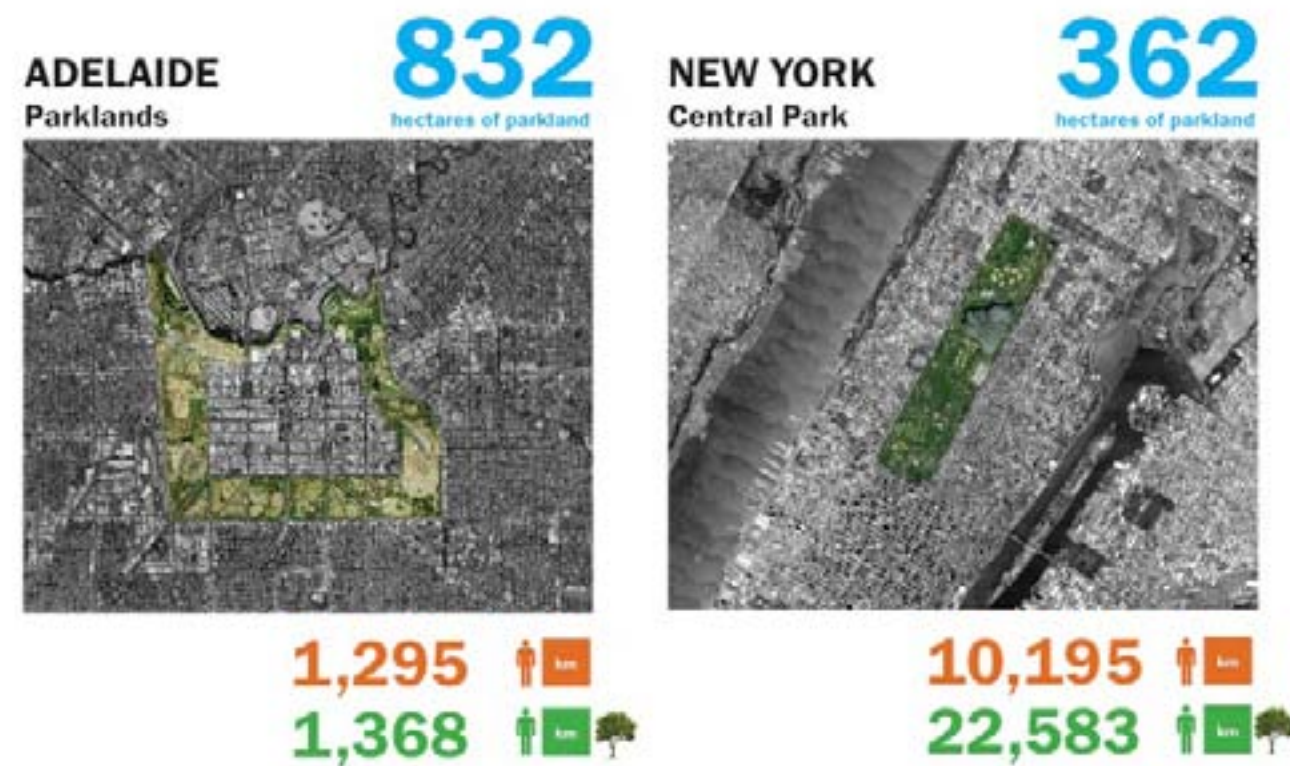 ADELAIDE
Parklands
832
hectares of parkland
1,295
km
1,368
km
NEW YORK
Central Park
362
hectares of parkland
10,195
km
22,583
km